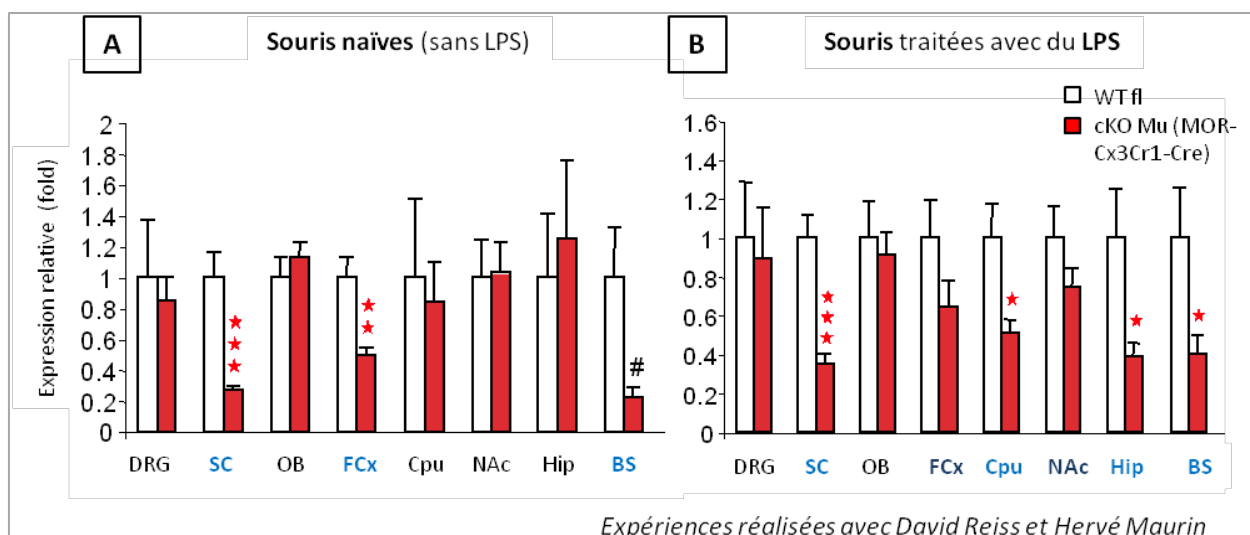 A
Souris naïves (sans LPS)
B
Souris traitées avec du LPS
WT fl
cKO Mu (MOR-
Cx3Cr1-Cre)
Expression relative (fold)
2
1.8
1.6
1.4
1.2
1
0.8
0.6
0.4
0.2
0
#
DRG SC OB FCx Cpu NAc Hip BS
1.6
1.4
1.2
1
0.8
0.6
0.4
0.2
0
DRG SC OB FCx Cpu NAc Hip BS
Expériences réalisées avec David Reiss et Hervé Maurin